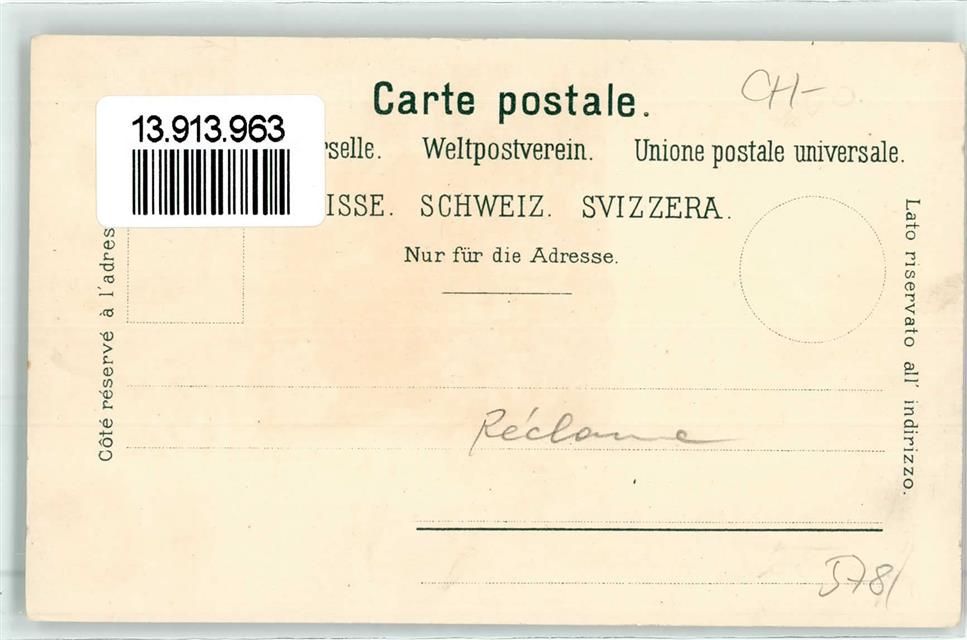 Carte postale.
CH-
13.913.963
rselle. Weltpostverein. Unione postale universale.
ISSE. SCHWEIZ. SVIZZERA.
Nur für die Adresse.
Côté réservé à l'adres
Lato riservato all' indirizzo.
Réclame